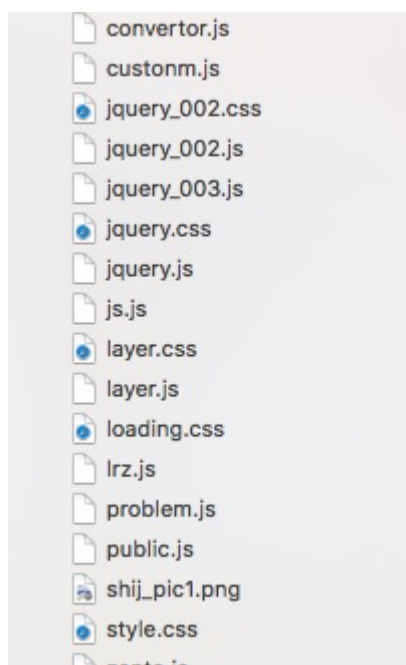 convertor.js
custonm.js
jquery_002.css
jquery_002.js
jquery_003.js
jquery.css
jquery.js
js.js
layer.css
layer.js
loading.css
lrz.js
problem.js
public.js
shij_pic1.png
style.css